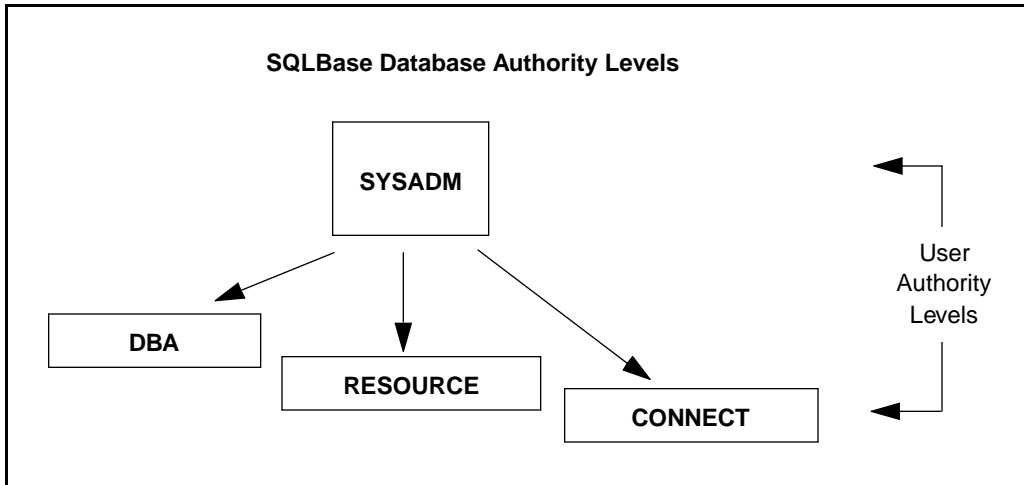 SQLBase Database Authority Levels
SYSADM
User
Authority
Levels
DBA
RESOURCE
CONNECT